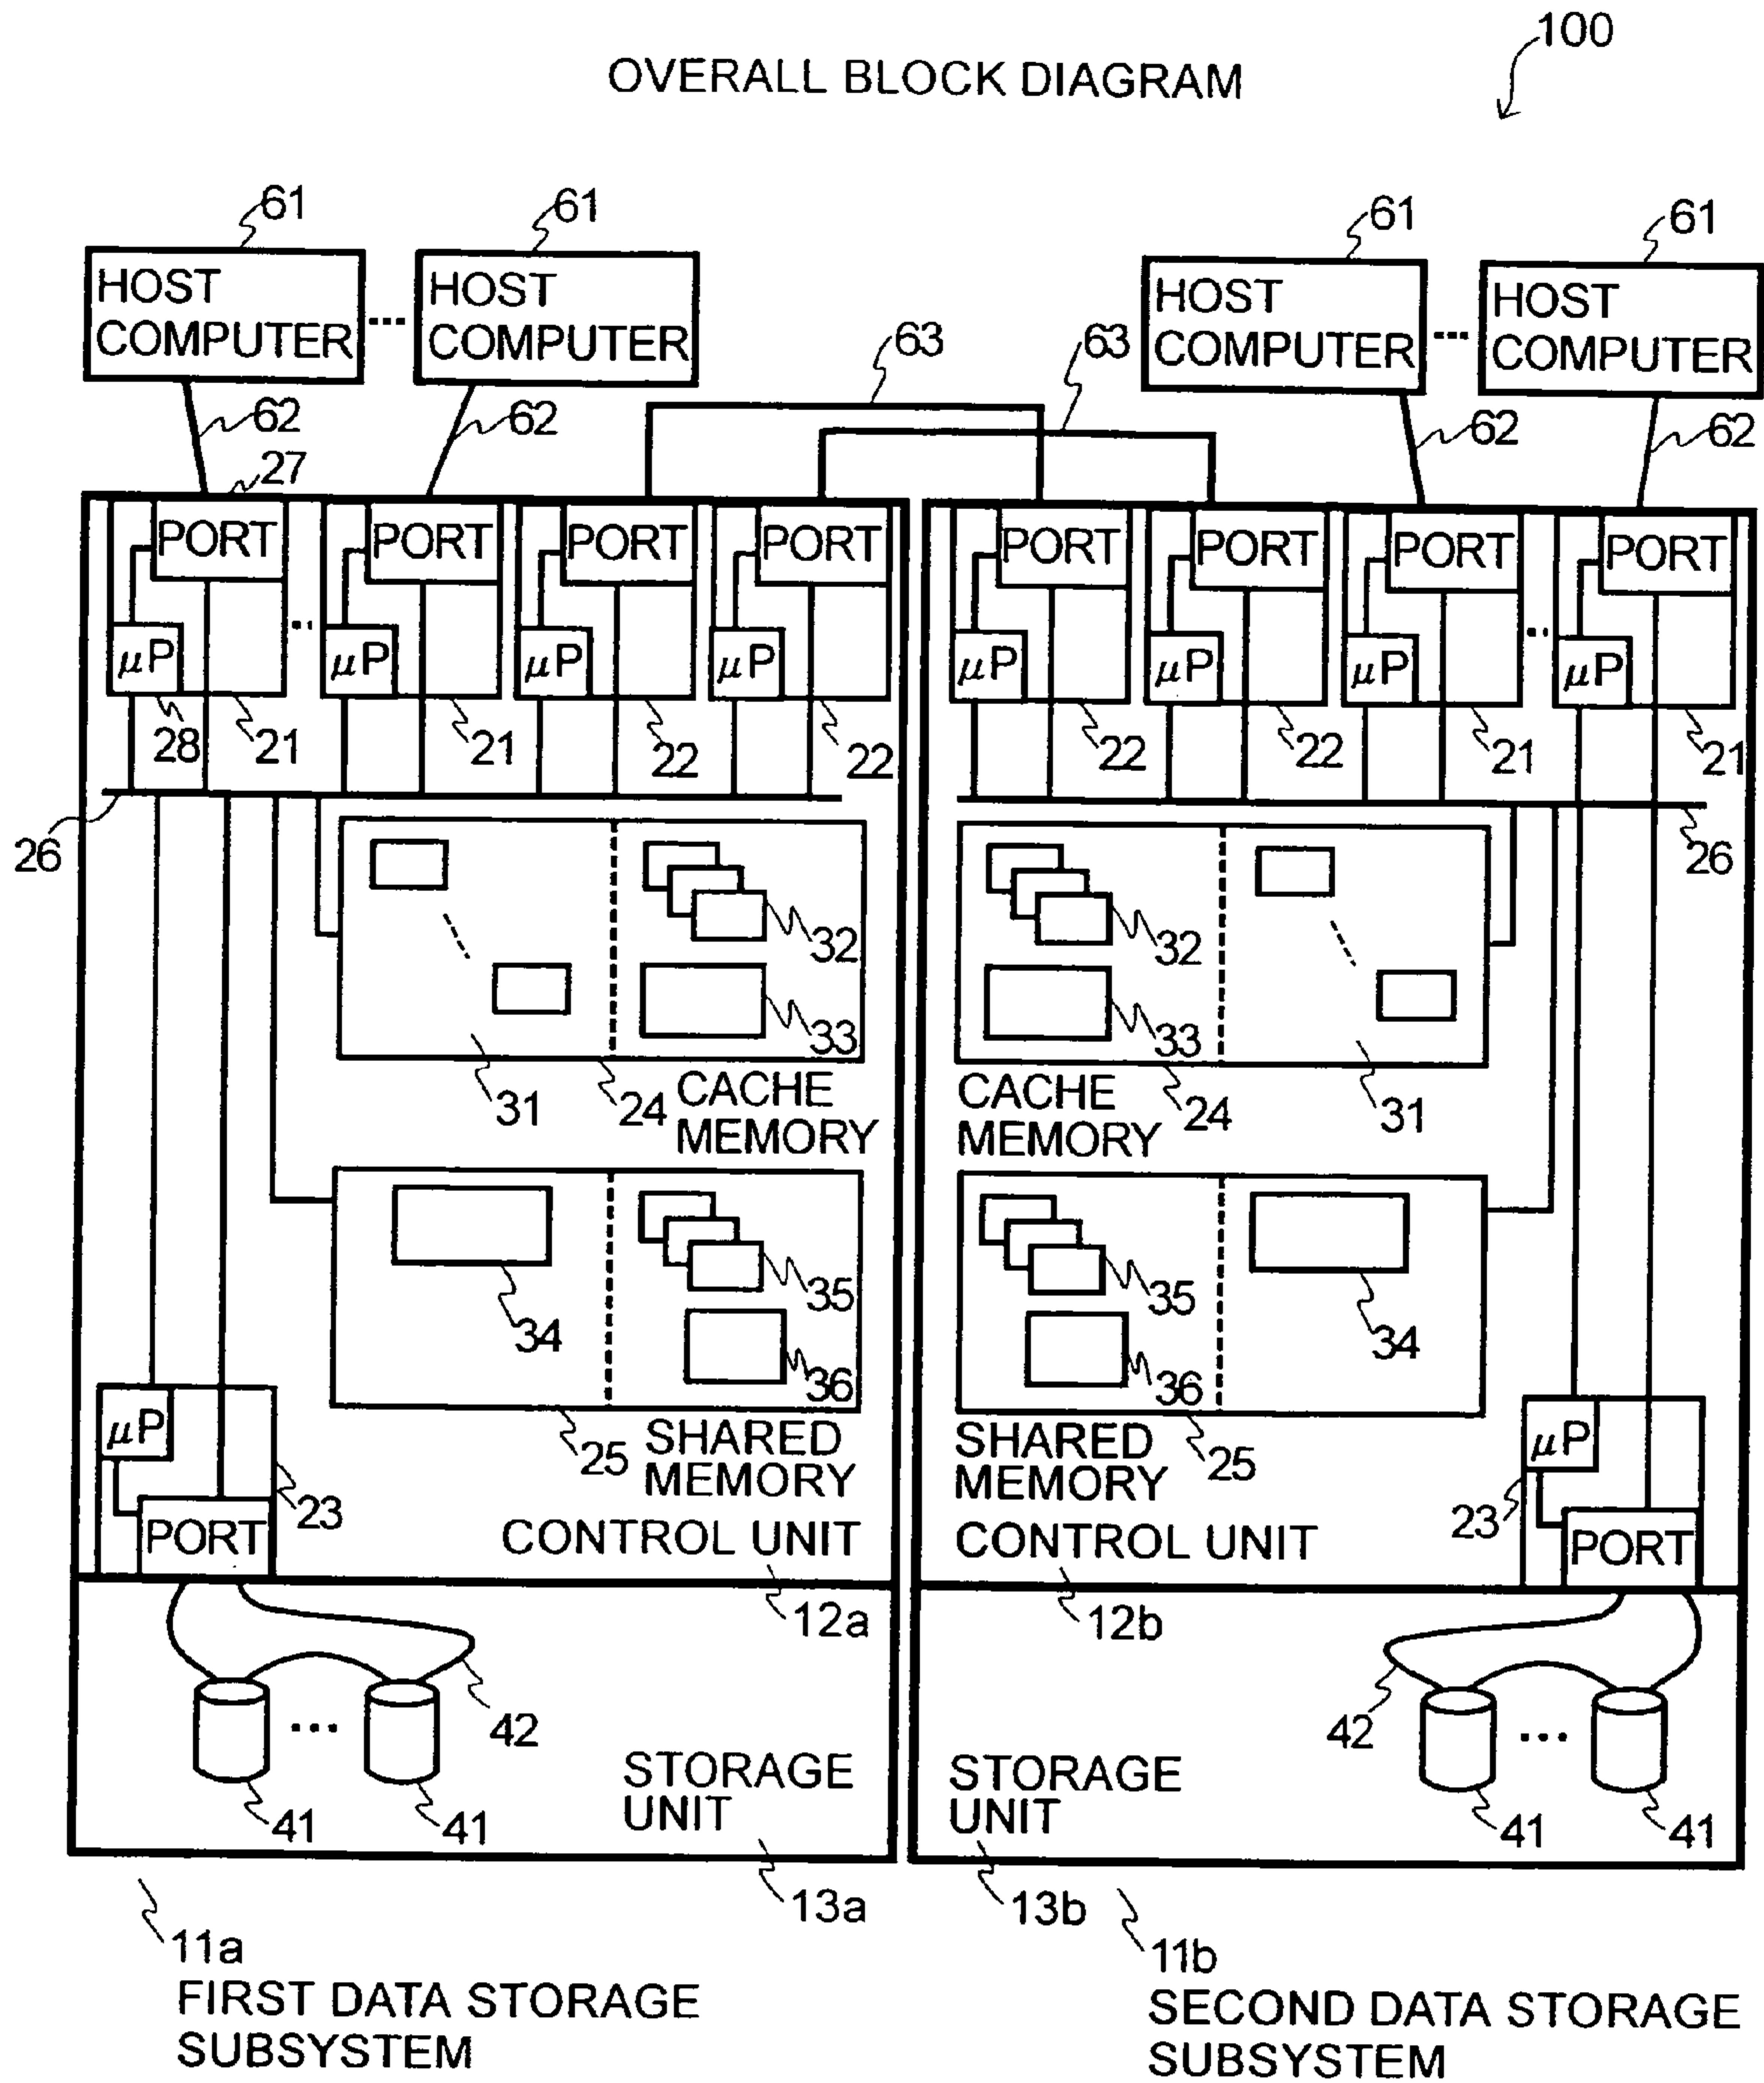 100
OVERALL BLOCK DIAGRAM
61
61
61
61
HOST
COMPUTER
...
HOST
COMPUTER
HOST
COMPUTER
...
HOST
COMPUTER
63
63
62
62
62
62
27
PORT
PORT
PORT
PORT
PORT
PORT
PORT
PORT
μP
μP
μP
μP
μP
μP
μP
μP
28
21
21
22
22
22
22
21
21
26
26
32
32
33
33
31
24
CACHE
MEMORY
CACHE
MEMORY
24
31
34
35
36
35
36
34
25
SHARED
MEMORY
SHARED
MEMORY
25
μP
23
PORT
μP
23
PORT
CONTROL UNIT
CONTROL UNIT
12a
12b
42
42
...
...
41
41
41
41
STORAGE
UNIT
STORAGE
UNIT
13a
13b
11a
FIRST DATA STORAGE
SUBSYSTEM
11b
SECOND DATA STORAGE
SUBSYSTEM